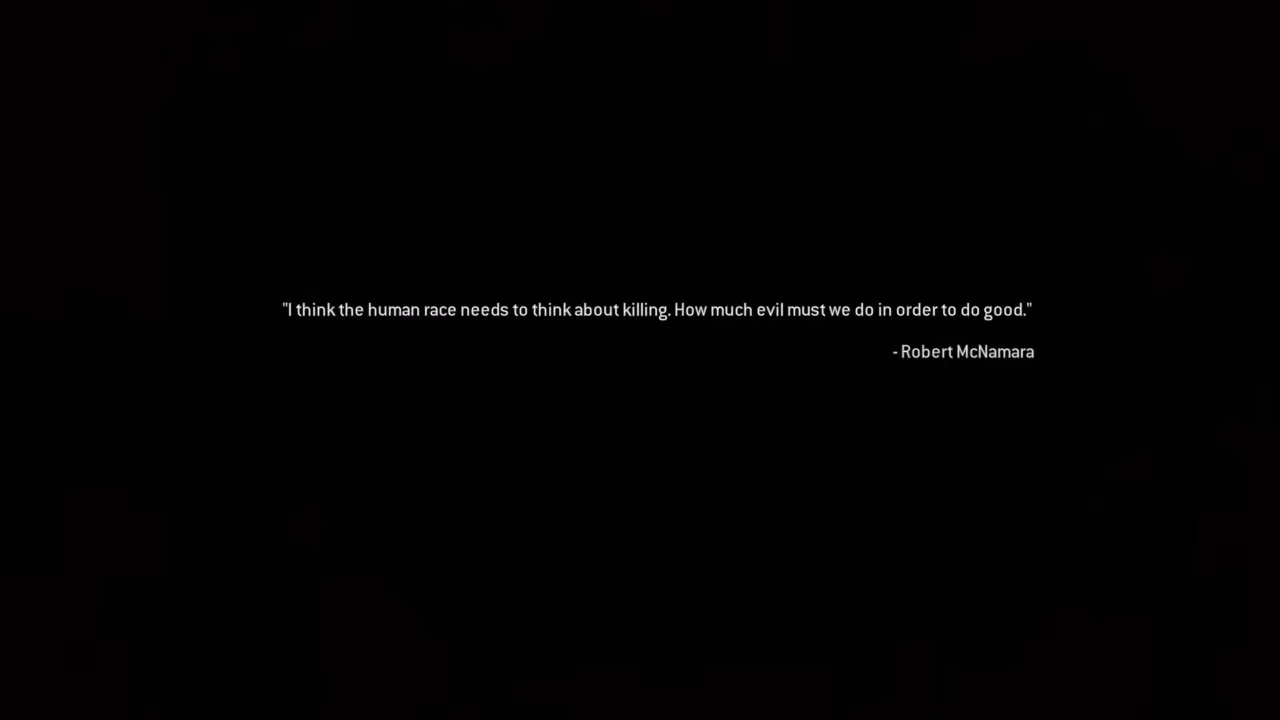 "I think the human race needs to think about killing. How much evil must we do in order to do good."
- Robert McNamara